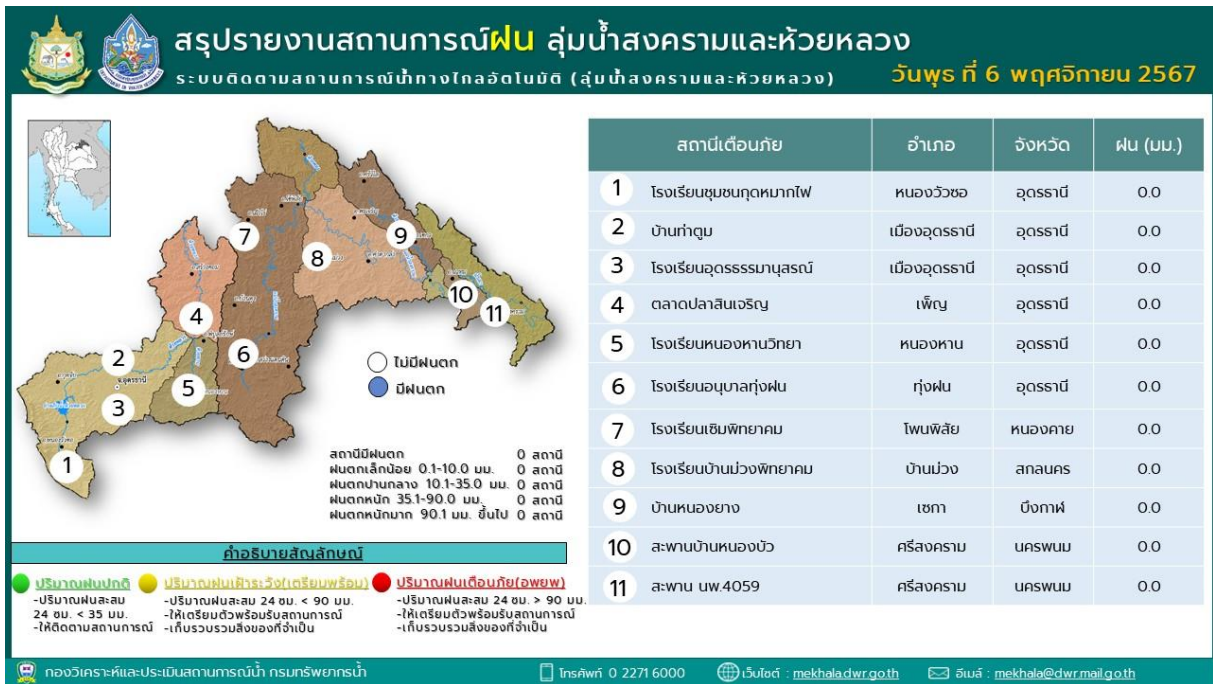 สรุปรายงานสถานการณ์ฝน ลุ่มน้ำสงครามและห้วยหลวง
ระบบติดตามสถานการณ์น้ำทางไกลอัตโนมัติ (ลุ่มน้ำสงครามและห้วยหลวง)
วันพุธ ที่ 6 พฤศจิกายน 2567
1
2
3
4
5
6
7
8
9
10
11
อ.อุดรธานี
ไม่มีฝนตก
มีฝนตก
สถานีมีฝนตก 0 สถานี
ฝนตกเล็กน้อย 0.1-10.0 มม. 0 สถานี
ฝนตกปานกลาง 10.1-35.0 มม. 0 สถานี
ฝนตกหนัก 35.1-90.0 มม. 0 สถานี
ฝนตกหนักมาก 90.1 มม. ขึ้นไป 0 สถานี
สถานีเตือนภัย อำเภอ จังหวัด ฝน (มม.)
1 โรงเรียนชุมชนกุดหมากไฟ หนองวัวซอ อุดรธานี 0.0
2 บ้านท่าตูม เมืองอุดรธานี อุดรธานี 0.0
3 โรงเรียนอุดรธรรมานุสรณ์ เมืองอุดรธานี อุดรธานี 0.0
4 ตลาดปลาสินเจริญ เพ็ญ อุดรธานี 0.0
5 โรงเรียนหนองหานวิทยา หนองหาน อุดรธานี 0.0
6 โรงเรียนอนุบาลทุ่งฝน ทุ่งฝน อุดรธานี 0.0
7 โรงเรียนเซิมพิทยาคม โพนพิสัย หนองคาย 0.0
8 โรงเรียนบ้านม่วงพิทยาคม บ้านม่วง สกลนคร 0.0
9 บ้านหนองยาง เซกา บึงกาฬ 0.0
10 สะพานบ้านหนองบัว ศรีสงคราม นครพนม 0.0
11 สะพาน นพ.4059 ศรีสงคราม นครพนม 0.0
คำอธิบายสัญลักษณ์
ปริมาณฝนปกติ
-ปริมาณฝนสะสม
24 ชม. < 35 มม.
-ให้ติดตามสถานการณ์
ปริมาณฝนเฝ้าระวัง(เตรียมพร้อม)
-ปริมาณฝนสะสม 24 ชม. < 90 มม.
-ให้เตรียมตัวพร้อมรับสถานการณ์
-เก็บรวบรวมสิ่งของที่จำเป็น
ปริมาณฝนเตือนภัย(อพยพ)
-ปริมาณฝนสะสม 24 ชม. > 90 มม.
-ให้เตรียมตัวพร้อมรับสถานการณ์
-เก็บรวบรวมสิ่งของที่จำเป็น
กองวิเคราะห์และประเมินสถานการณ์น้ำ กรมทรัพยากรน้ำ
โทรศัพท์ 0 2271 6000
เว็บไซต์ : mekhala.dwr.go.th
อีเมล์ : mekhala@dwr.mail.go.th